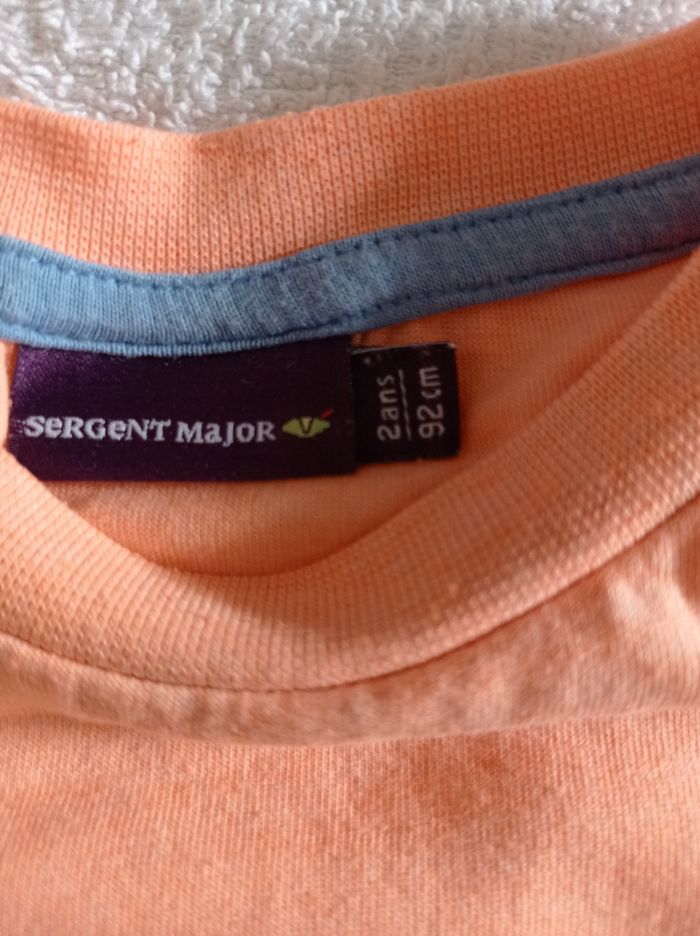 SeRGeNT MaJoR
2ans
92cm